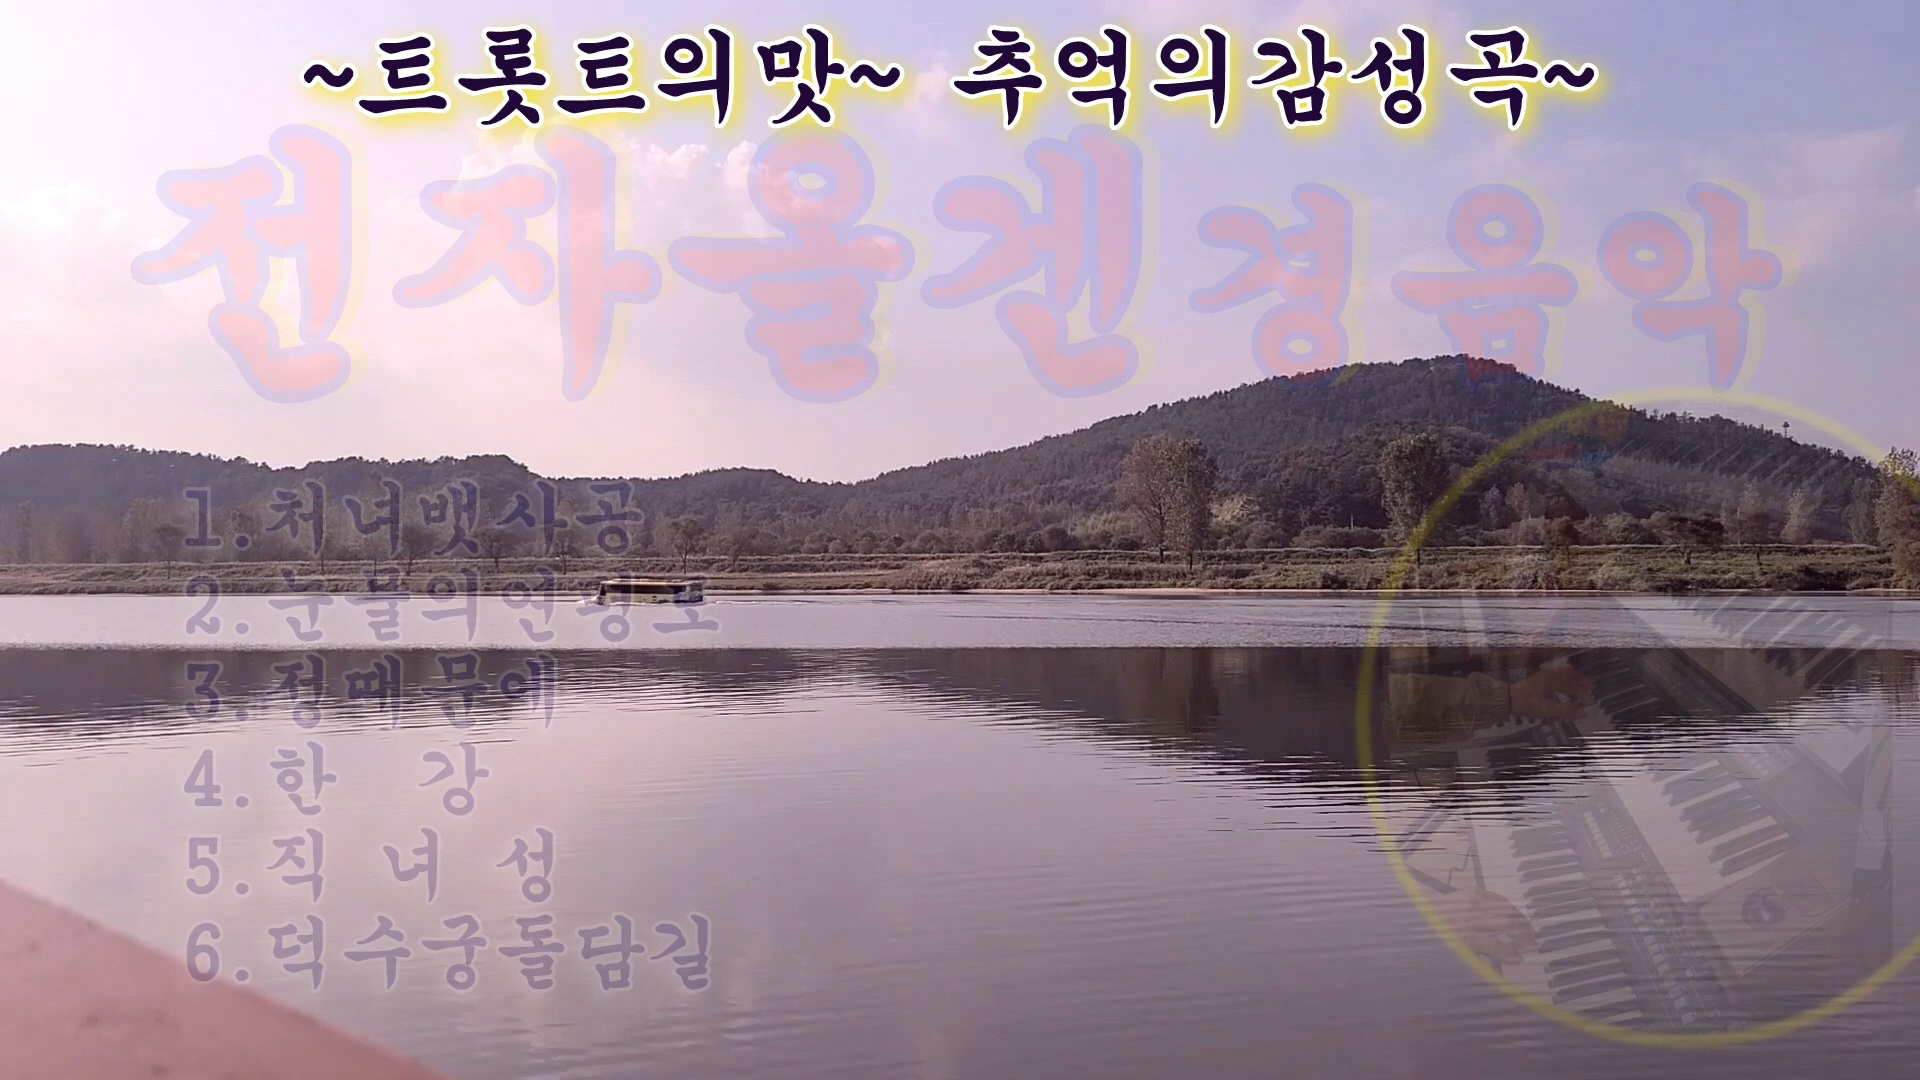 ~트롯트의맛~ 추억의감성곡~
전자올겐경음악
1.처녀뱃사공
2.눈물의연평도
3.정때문에
4.한 강
5.직 녀 성
6.덕수궁돌담길